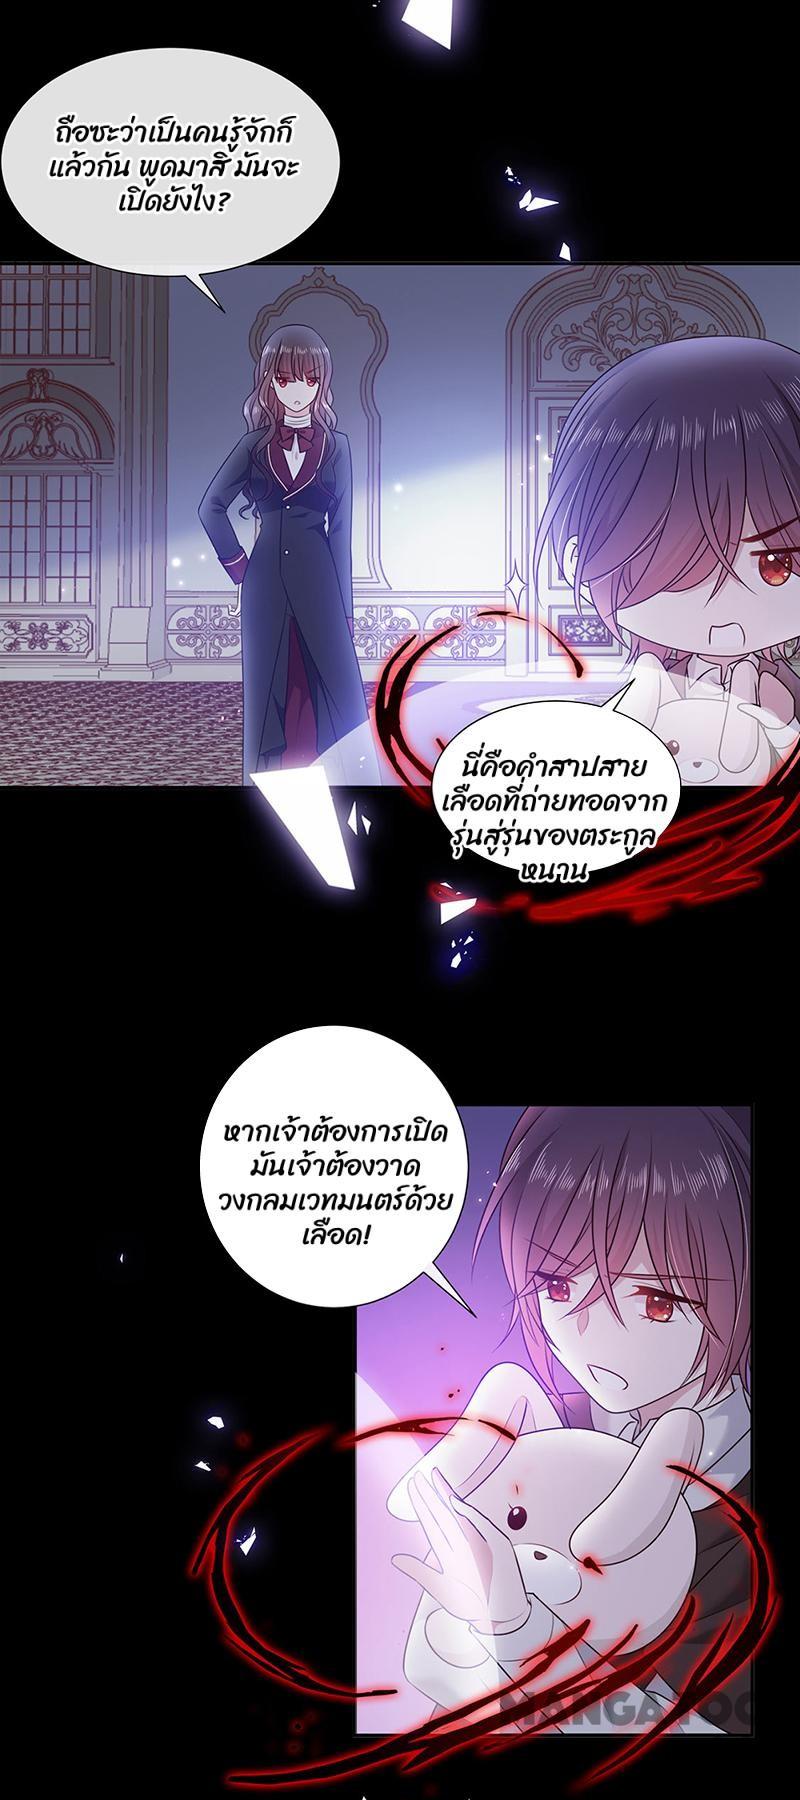 ถือซะว่าเป็นคนรู้จักก็
แล้วกัน พูดมาสิ มันจะ
เปิดยังไง?
นี่คือคำสาปสาย
เลือดที่ถ่ายทอดจาก
รุ่นสู่รุ่นของตระกูล
หนาน
หากเจ้าต้องการเปิด
มันเจ้าต้องวาด
วงกลมเวทมนตร์ด้วย
เลือด!
MANGATOO